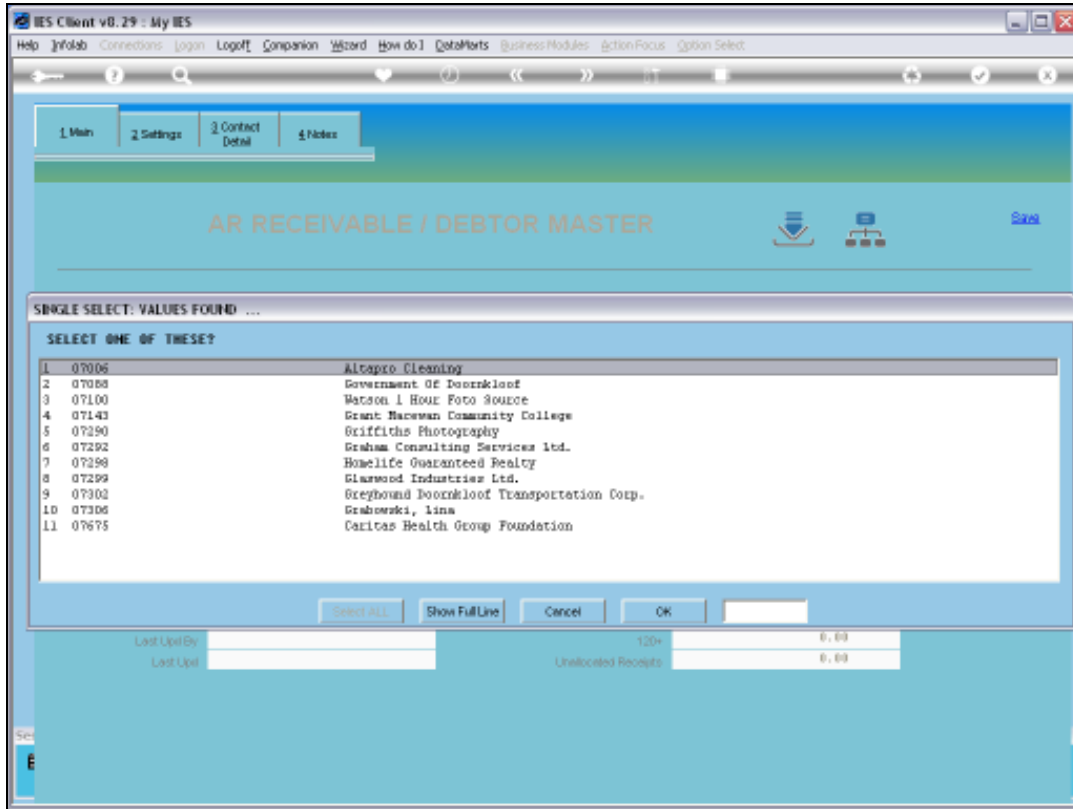 IES Client v8.29 : My IES
Help Infolab Connections Logon Logoff Companion Wizard How do I DataMarts Business Modules Action Focus Option Select
1 Main 2 Settings 3 Contact Detail 4 Notes
AR RECEIVABLE / DEBTOR MASTER
Save
SINGLE SELECT: VALUES FOUND ...
SELECT ONE OF THESE?
1 07006 Altapro Cleaning
2 07088 Government Of Doornkloof
3 07100 Watson 1 Hour Foto Source
4 07143 Grant Macewan Community College
5 07290 Griffiths Photography
6 07292 Graham Consulting Services Ltd.
7 07298 Homelife Guaranteed Realty
8 07299 Glaswood Industries Ltd.
9 07302 Greyhound Doornkloof Transportation Corp.
10 07306 Grabowski, Lina
11 07675 Caritas Health Group Foundation
Select ALL Show Full Line Cancel OK
Last Upd By 120+ 0.00
Last Upd Unallocated Receipts 0.00